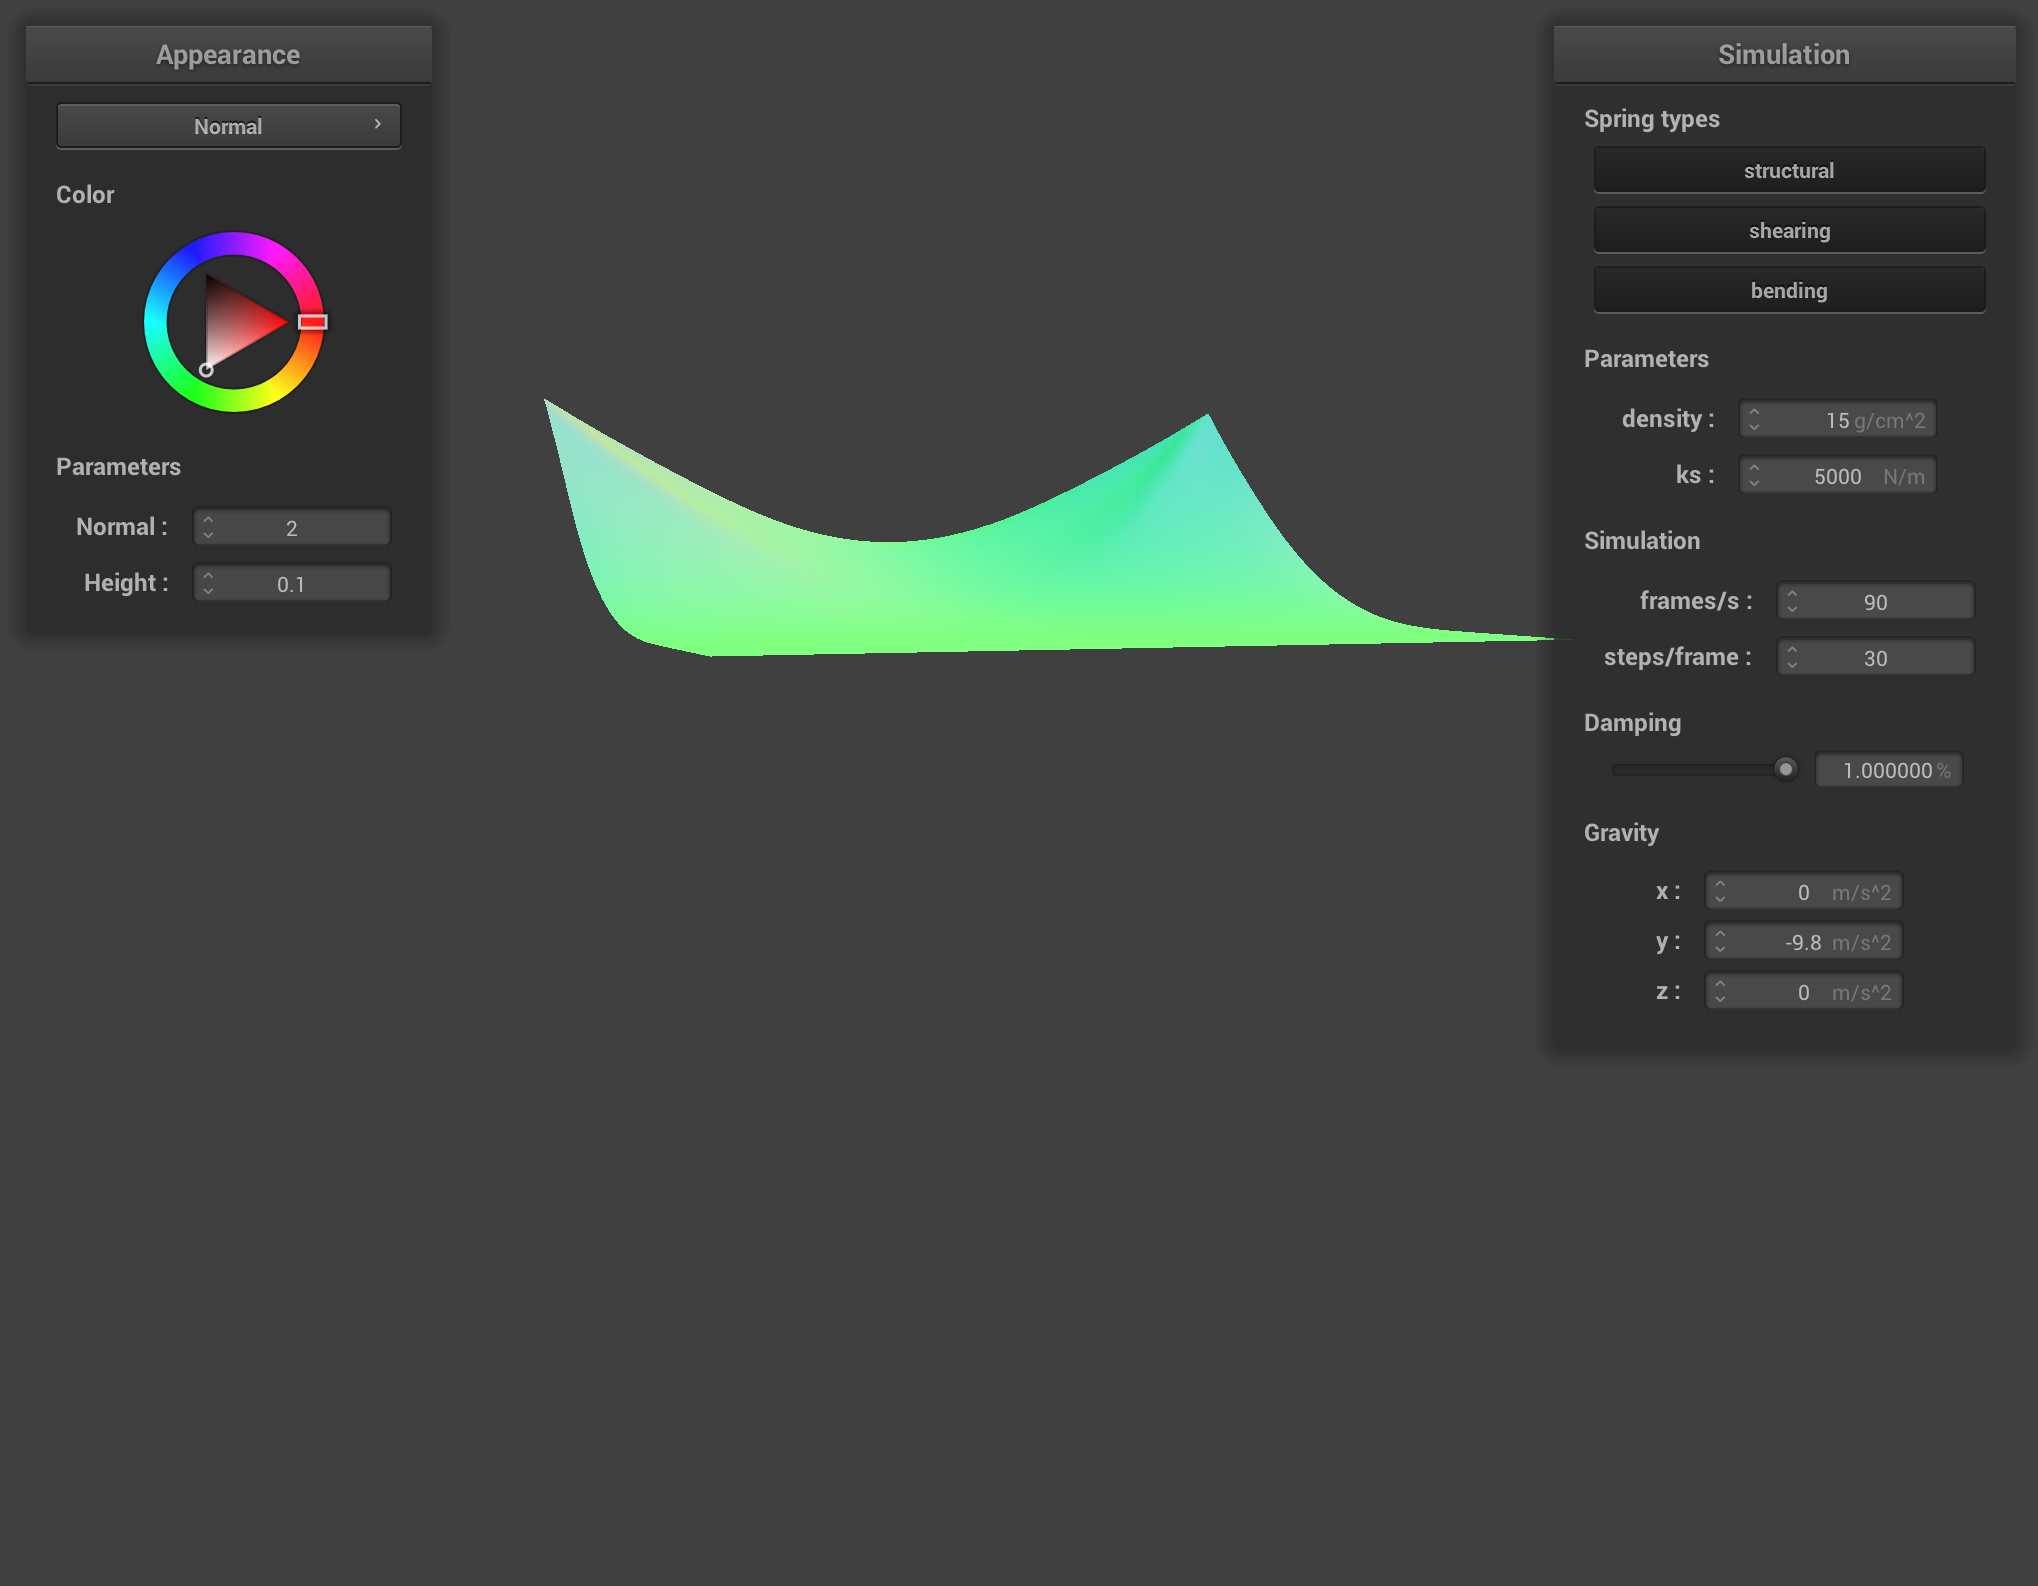 Appearance
Normal
Color
Parameters
Normal : 2
Height : 0.1
Simulation
Spring types
structural
shearing
bending
Parameters
density : 15 g/cm^2
ks : 5000 N/m
Simulation
frames/s : 90
steps/frame : 30
Damping
1.000000 %
Gravity
x : 0 m/s^2
y : -9.8 m/s^2
z : 0 m/s^2